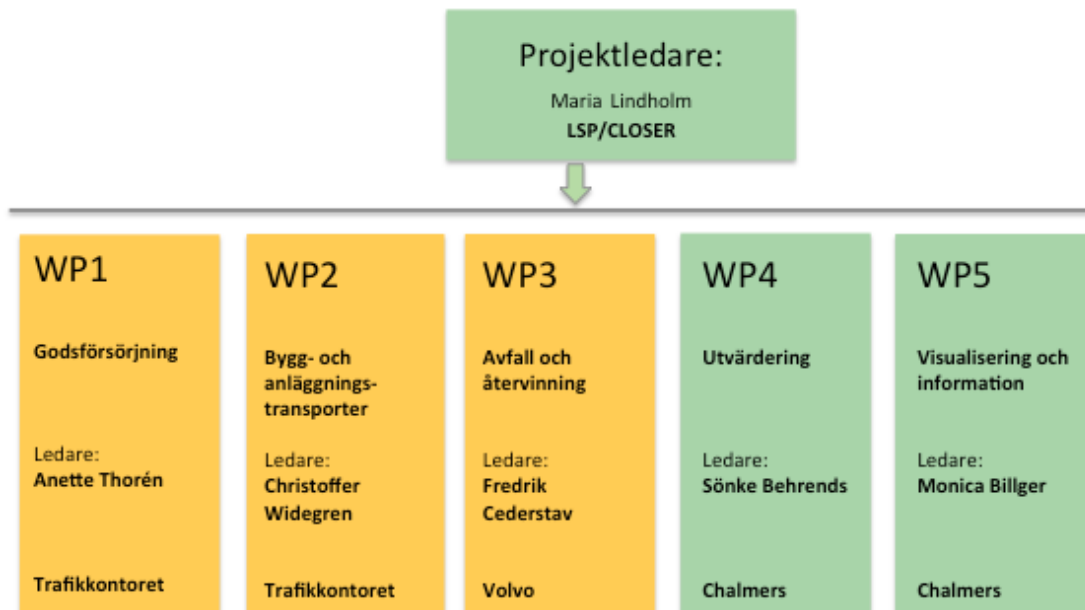 Projektledare:
Maria Lindholm
LSP/CLOSER
WP1
Godsförsörjning
Ledare:
Anette Thorén
Trafikkontoret
WP2
Bygg- och
anläggnings-
transporter
Ledare:
Christoffer
Widegren
Trafikkontoret
WP3
Avfall och
återvinning
Ledare:
Fredrik
Cederstav
Volvo
WP4
Utvärdering
Ledare:
Sönke Behrends
Chalmers
WP5
Visualisering och
information
Ledare:
Monica Billger
Chalmers